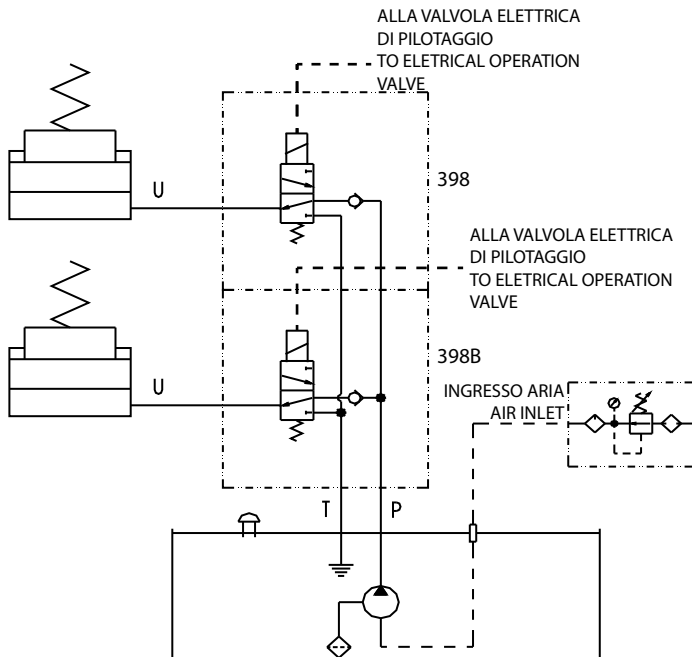 ALLA VALVOLA ELETTRICA
DI PILOTAGGIO
TO ELETRICAL OPERATION
VALVE
U
398
ALLA VALVOLA ELETTRICA
DI PILOTAGGIO
TO ELETRICAL OPERATION
VALVE
398B
U
INGRESSO ARIA
AIR INLET
T
P